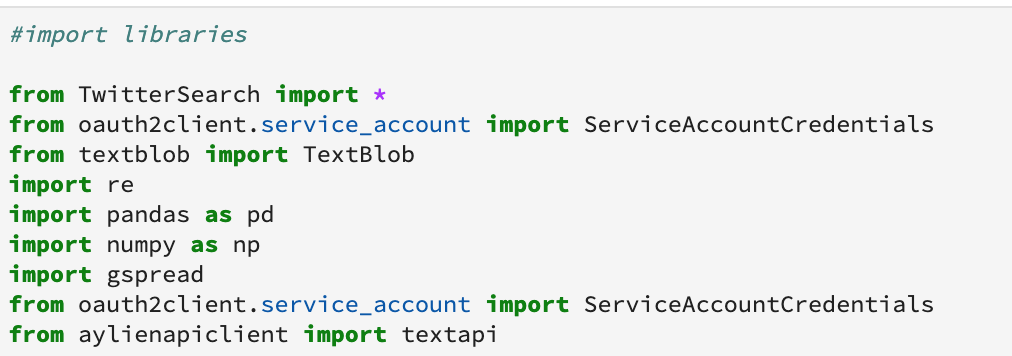 #import libraries
from TwitterSearch import *
from oauth2client.service_account import ServiceAccountCredentials
from textblob import TextBlob
import re
import pandas as pd
import numpy as np
import gspread
from oauth2client.service_account import ServiceAccountCredentials
from aylienapiclient import textapi